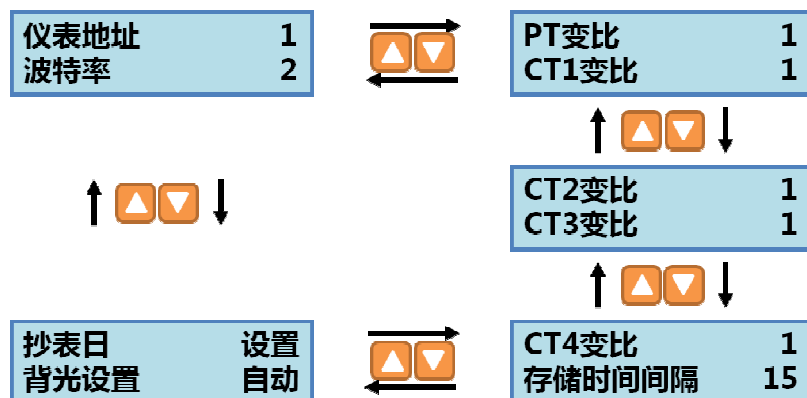 仪表地址 1
波特率 2
PT变比 1
CT1变比 1
CT2变比 1
CT3变比 1
抄表日 设置
背光设置 自动
CT4变比 1
存储时间间隔 15